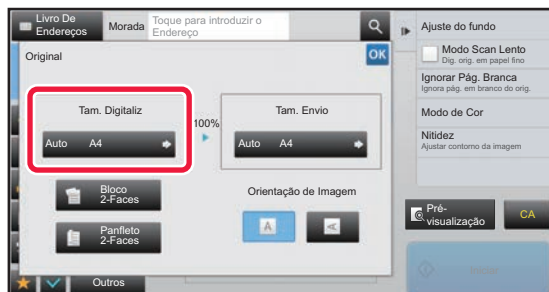 Livro De
Endereços
Morada
Toque para introduzir o
Endereço
Original
OK
Tam. Digitaliz
Auto A4
100%
Tam. Envio
Auto A4
Bloco
2-Faces
Panfleto
2-Faces
Orientação de Imagem
A
A
Outros
Ajuste do fundo
Modo Scan Lento
Dig. orig. em papel fino
Ignorar Pág. Branca
Ignora pág. em branco do orig.
Modo de Cor
Nitidez
Ajustar contorno da imagem
Pré-
visualização
CA